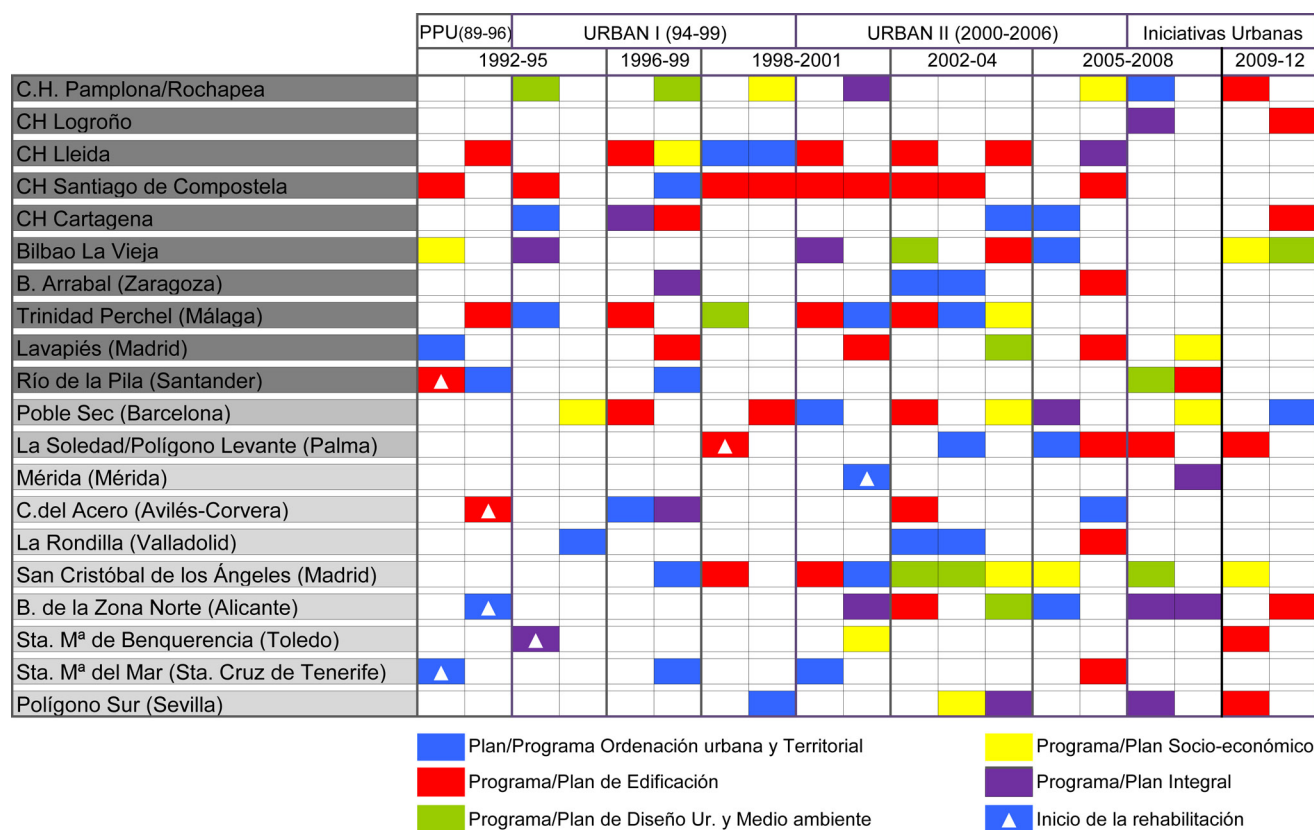 PPU(89-96) URBAN I (94-99) URBAN II (2000-2006) Iniciativas Urbanas
1992-95 1996-99 1998-2001 2002-04 2005-2008 2009-12
C.H. Pamplona/Rochapea
CH Logroño
CH Lleida
CH Santiago de Compostela
CH Cartagena
Bilbao La Vieja
B. Arrabal (Zaragoza)
Trinidad Perchel (Málaga)
Lavapiés (Madrid)
Río de la Pila (Santander)
Poble Sec (Barcelona)
La Soledad/Polígono Levante (Palma)
Mérida (Mérida)
C.del Acero (Avilés-Corvera)
La Rondilla (Valladolid)
San Cristóbal de los Ángeles (Madrid)
B. de la Zona Norte (Alicante)
Sta. Mª de Benquerencia (Toledo)
Sta. Mª del Mar (Sta. Cruz de Tenerife)
Polígono Sur (Sevilla)
Plan/Programa Ordenación urbana y Territorial
Programa/Plan de Edificación
Programa/Plan de Diseño Ur. y Medio ambiente
Programa/Plan Socio-económico
Programa/Plan Integral
Inicio de la rehabilitación